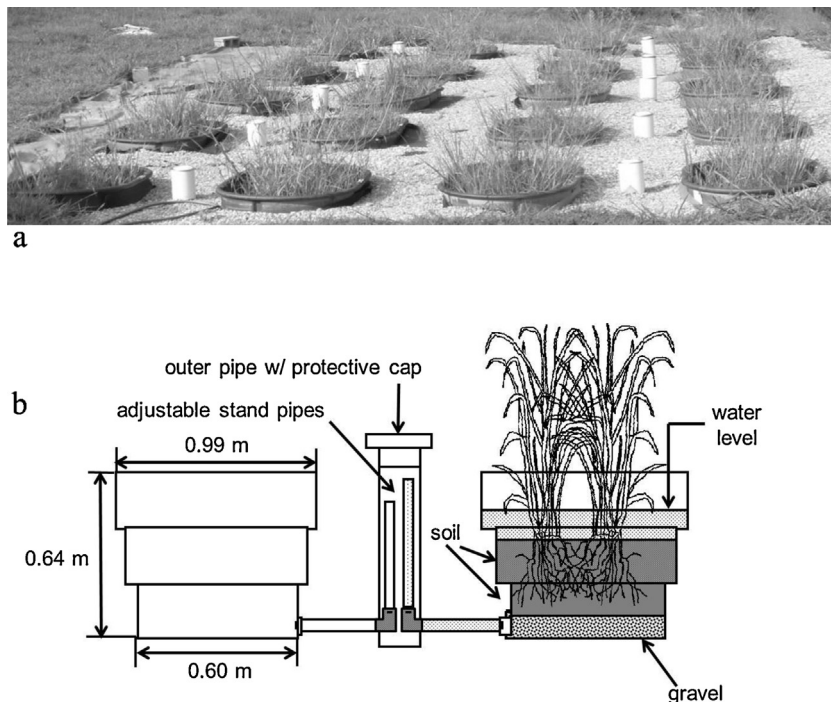 a
outer pipe w/ protective cap
b
adjustable stand pipes
water
level
0.99 m
soil
0.64 m
0.60 m
gravel